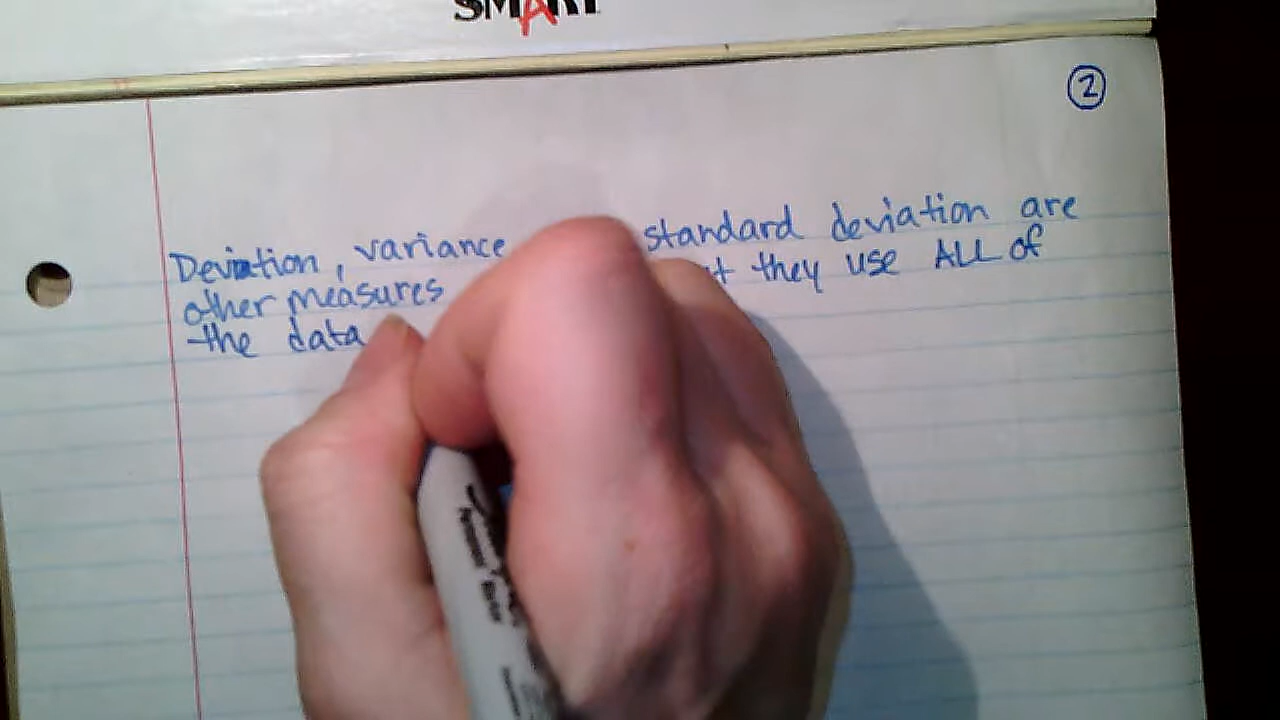 SMART
2
Deviation, variance standard deviation are
other measures they use ALL of
the data